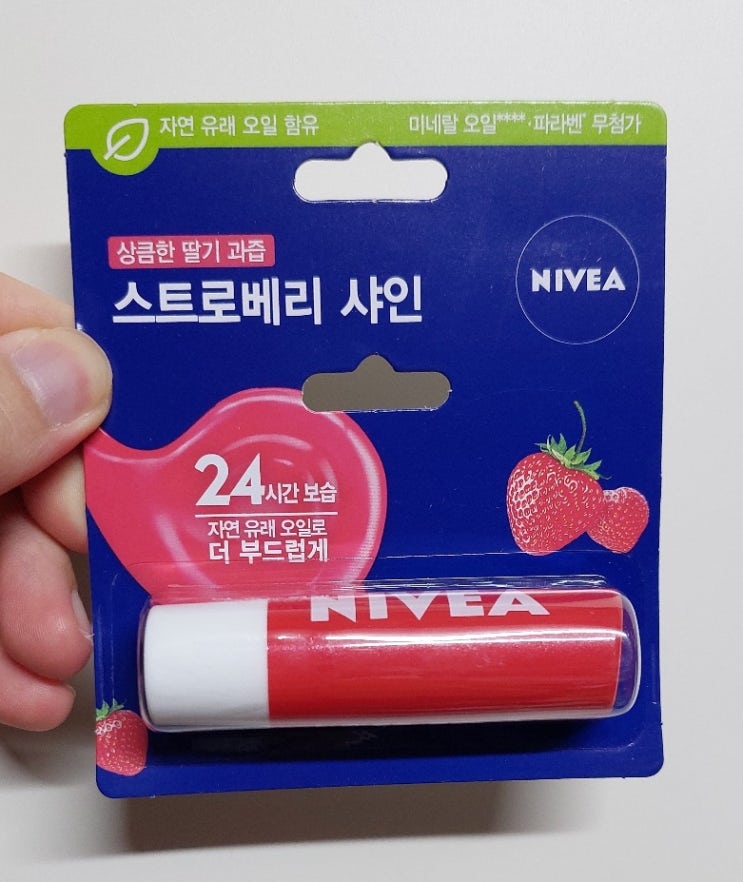 자연 유래 오일 함유
미네랄 오일****·파라벤* 무첨가
상큼한 딸기 과즙
스트로베리 샤인
NIVEA
24시간 보습
자연 유래 오일로
더 부드럽게
NIVEA